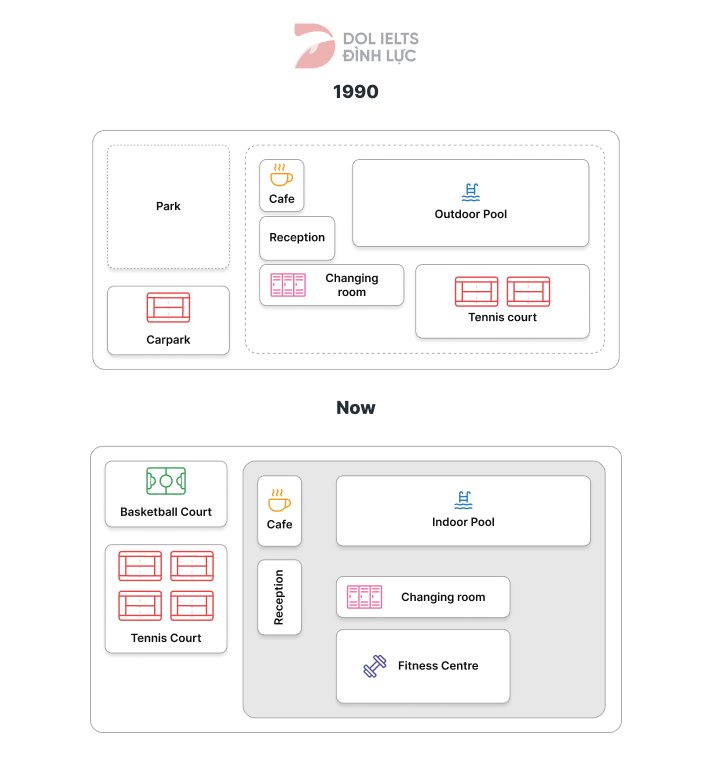 DOL IELTS
ĐÌNH LỰC
1990
Park
Cafe
Outdoor Pool
Reception
Changing
room
Tennis court
Carpark
Now
Basketball Court
Cafe
Indoor Pool
Reception
Changing room
Tennis Court
Fitness Centre